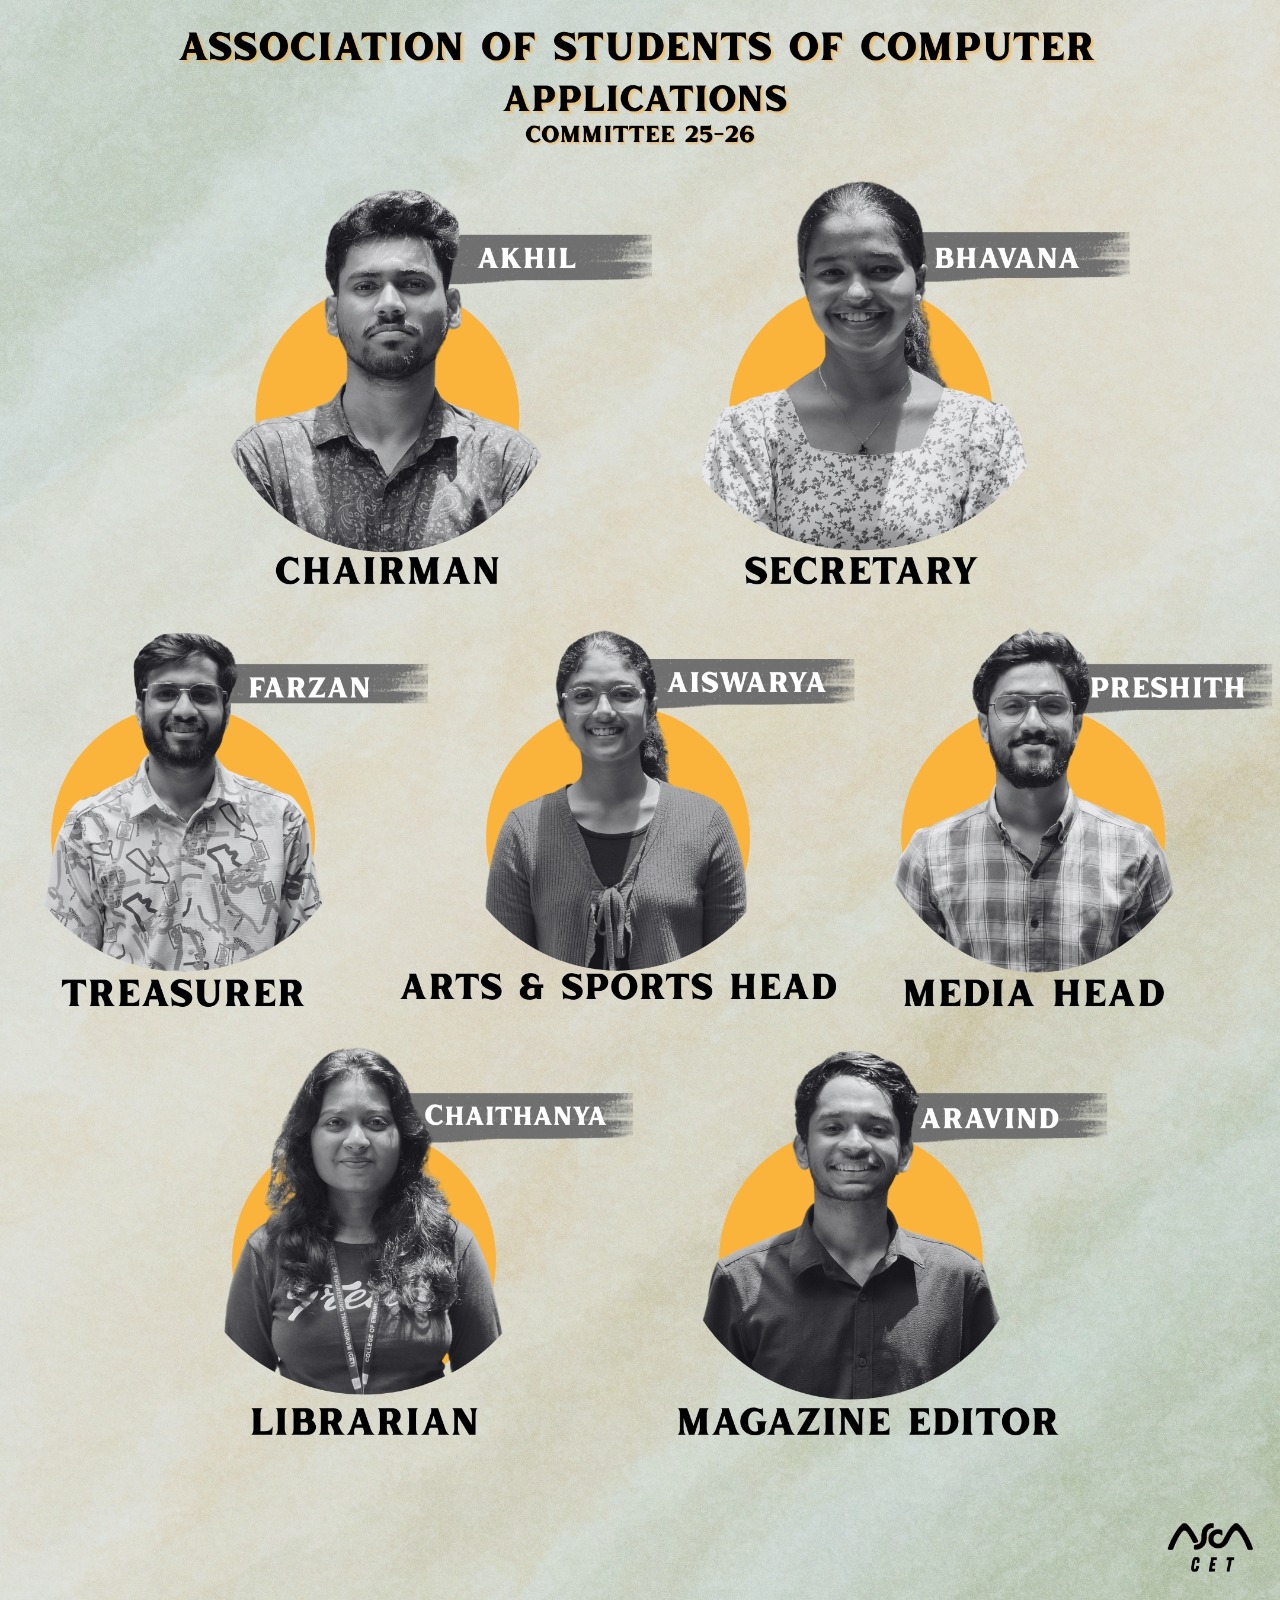 ASSOCIATION OF STUDENTS OF COMPUTER
APPLICATIONS
COMMITTEE 25-26
AKHIL
BHAVANA
CHAIRMAN
SECRETARY
FARZAN
AISWARYA
PRESHITH
TREASURER
ARTS & SPORTS HEAD
MEDIA HEAD
CHAITHANYA
ARAVIND
LIBRARIAN
MAGAZINE EDITOR
ASCA
CET